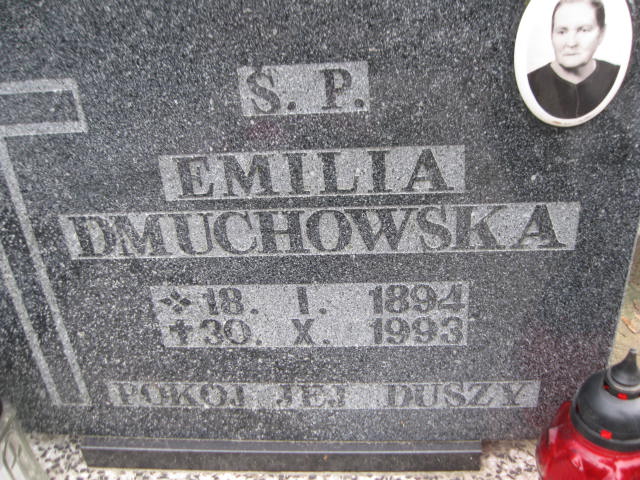 Ś. P.
EMILIA
DMUCHOWSKA
18. I. 1894
✝30. X. 1993
POKÓJ JEJ DUSZY